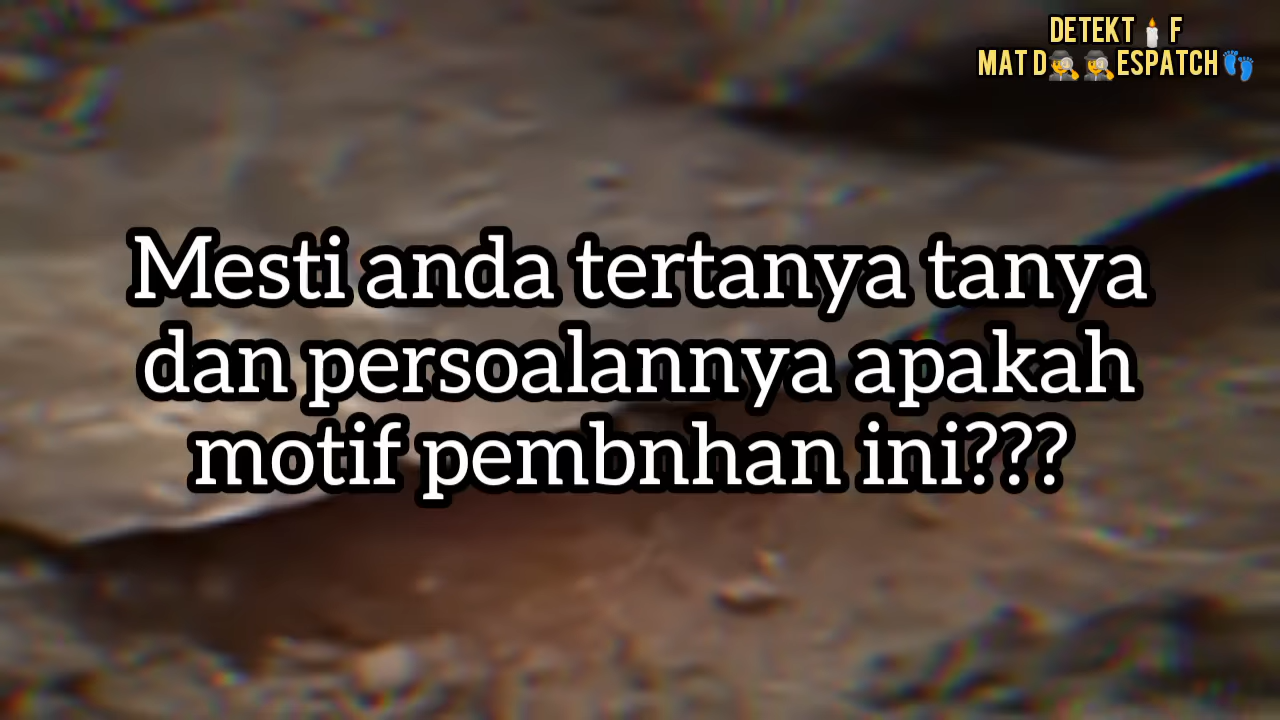 DETEKT🕯️F
MAT D🕵️🕵️ESPATCH👣
Mesti anda tertanya tanya
dan persoalannya apakah
motif pembnhan ini???